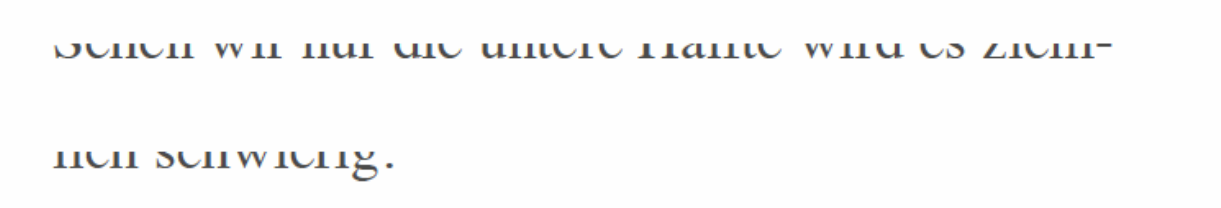 Sehen wir nur die untere Hälfte wird es ziem-
lich schwierig.